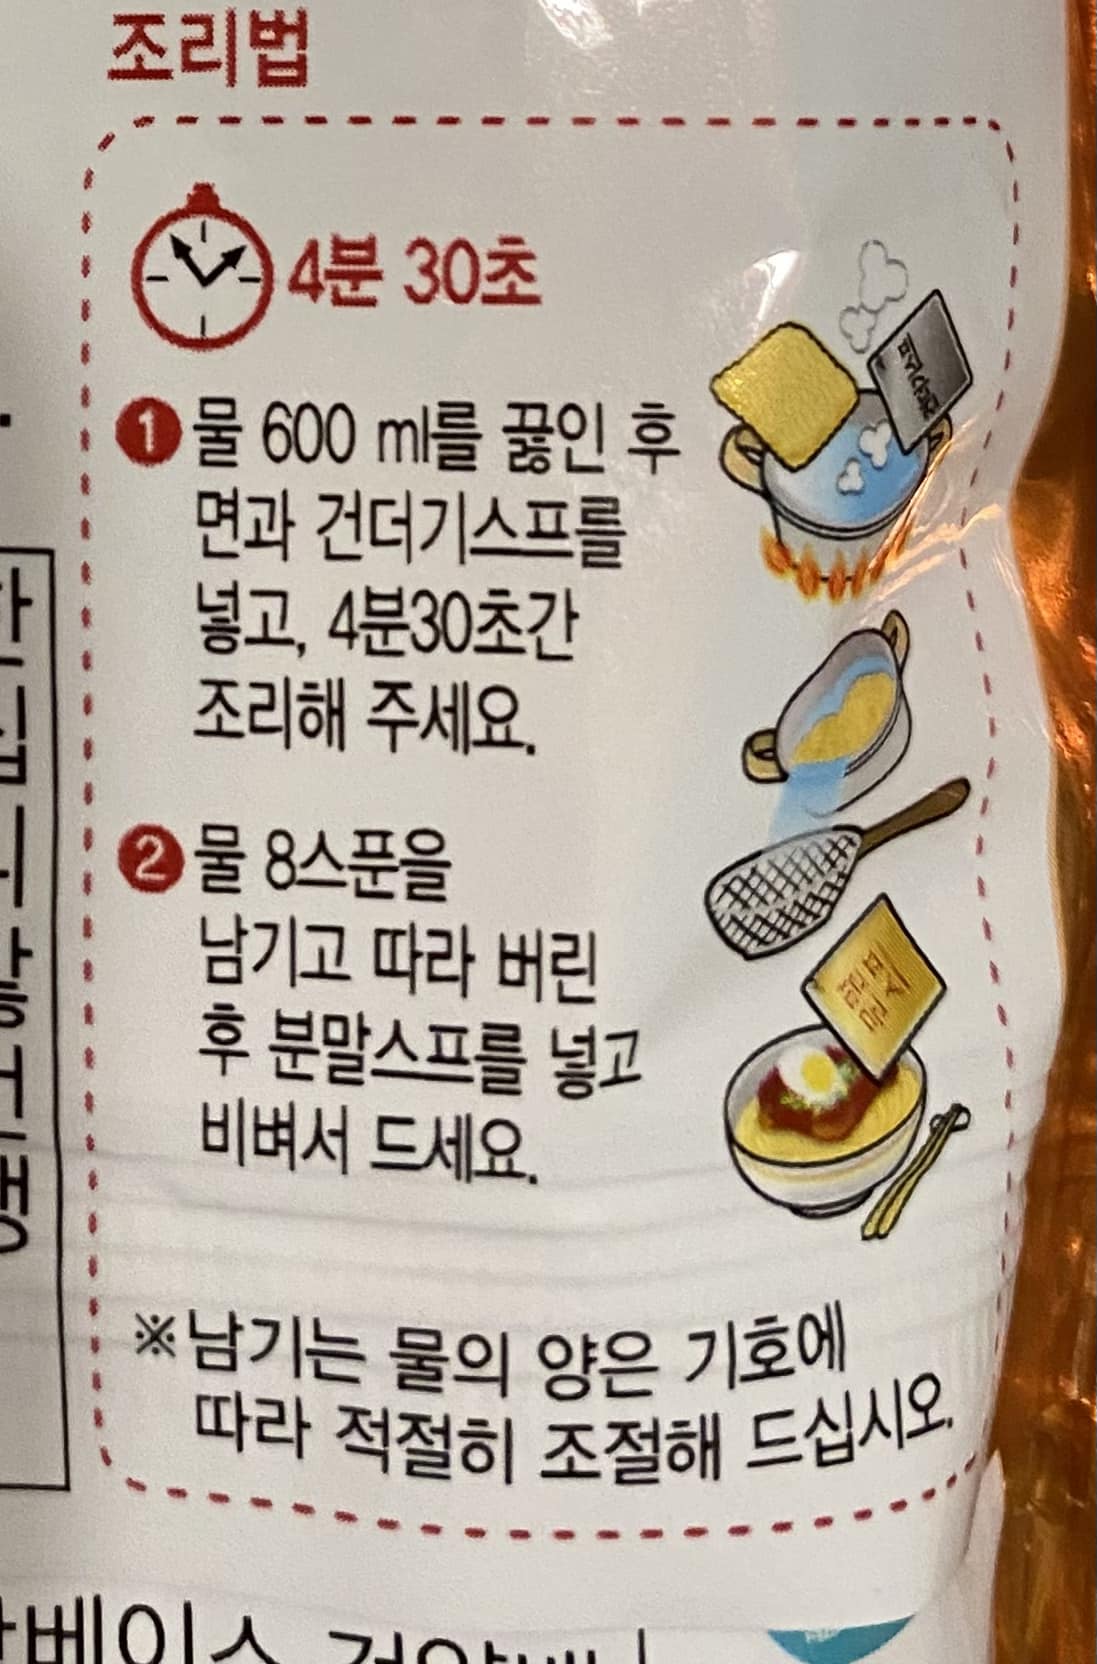 조리법
4분 30초
1 물 600 ml를 끓인 후
면과 건더기스프를
넣고, 4분30초간
조리해 주세요.
2 물 8스푼을
남기고 따라 버린
후 분말스프를 넣고
비벼서 드세요.
※남기는 물의 양은 기호에
따라 적절히 조절해 드십시오.